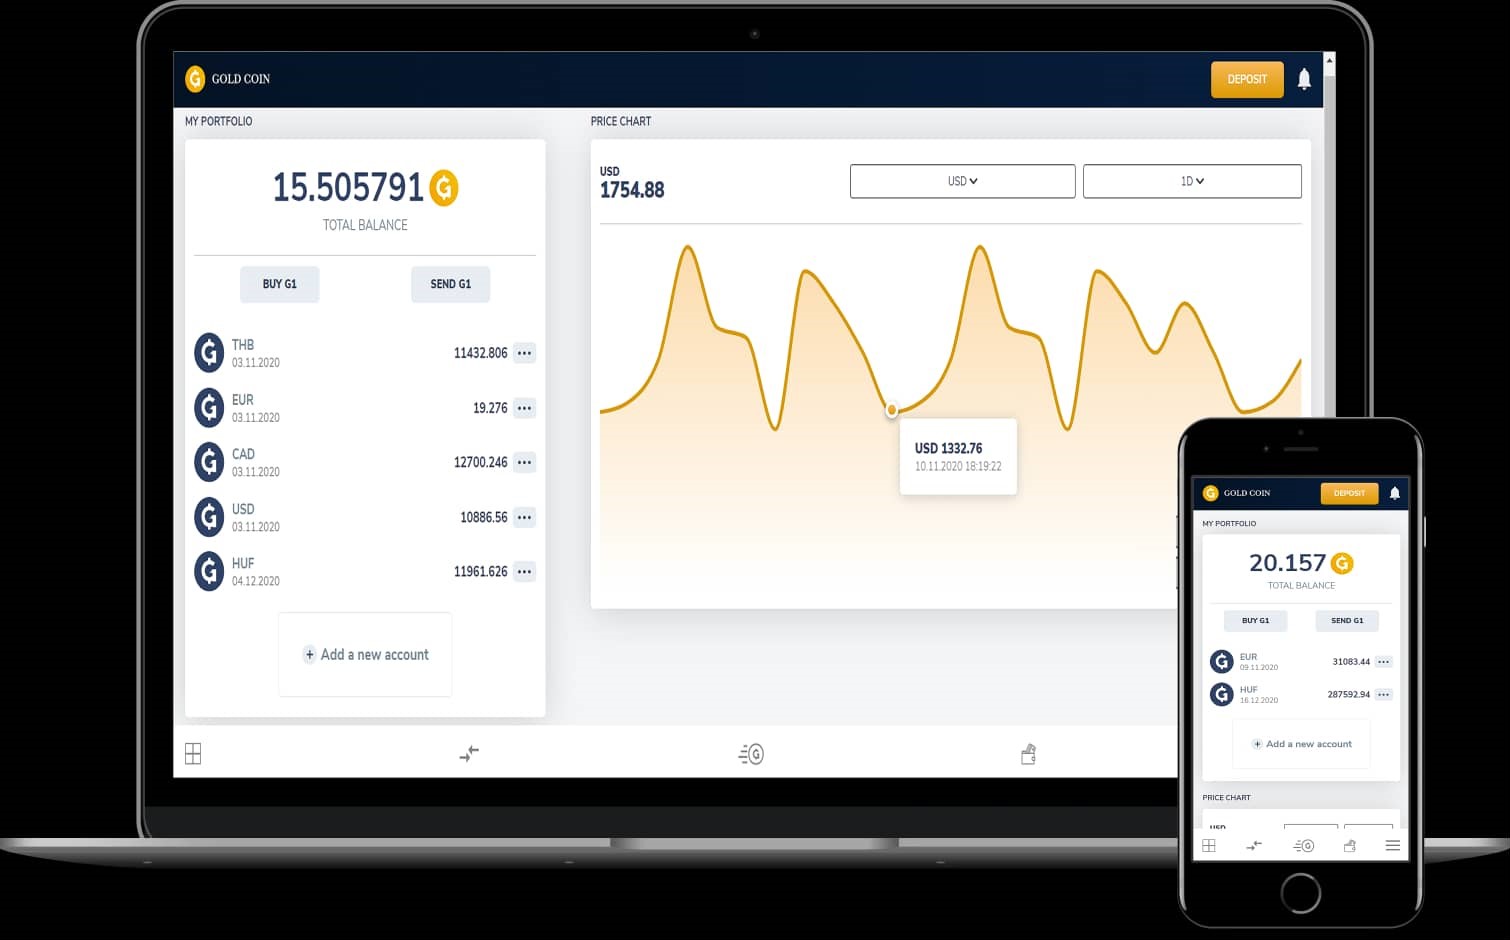 GOLD COIN
DEPOSIT
MY PORTFOLIO
15.505791
TOTAL BALANCE
BUY G1
SEND G1
THB
03.11.2020
11432.806
EUR
03.11.2020
19.276
CAD
03.11.2020
12700.246
USD
03.11.2020
10886.56
HUF
04.12.2020
11961.626
+ Add a new account
PRICE CHART
USD
1754.88
USD
1D
USD 1332.76
10.11.2020 18:19:22
GOLD COIN
DEPOSIT
MY PORTFOLIO
20.157
TOTAL BALANCE
BUY G1
SEND G1
EUR
09.11.2020
31083.44
HUF
16.12.2020
287592.94
+ Add a new account
PRICE CHART
USD